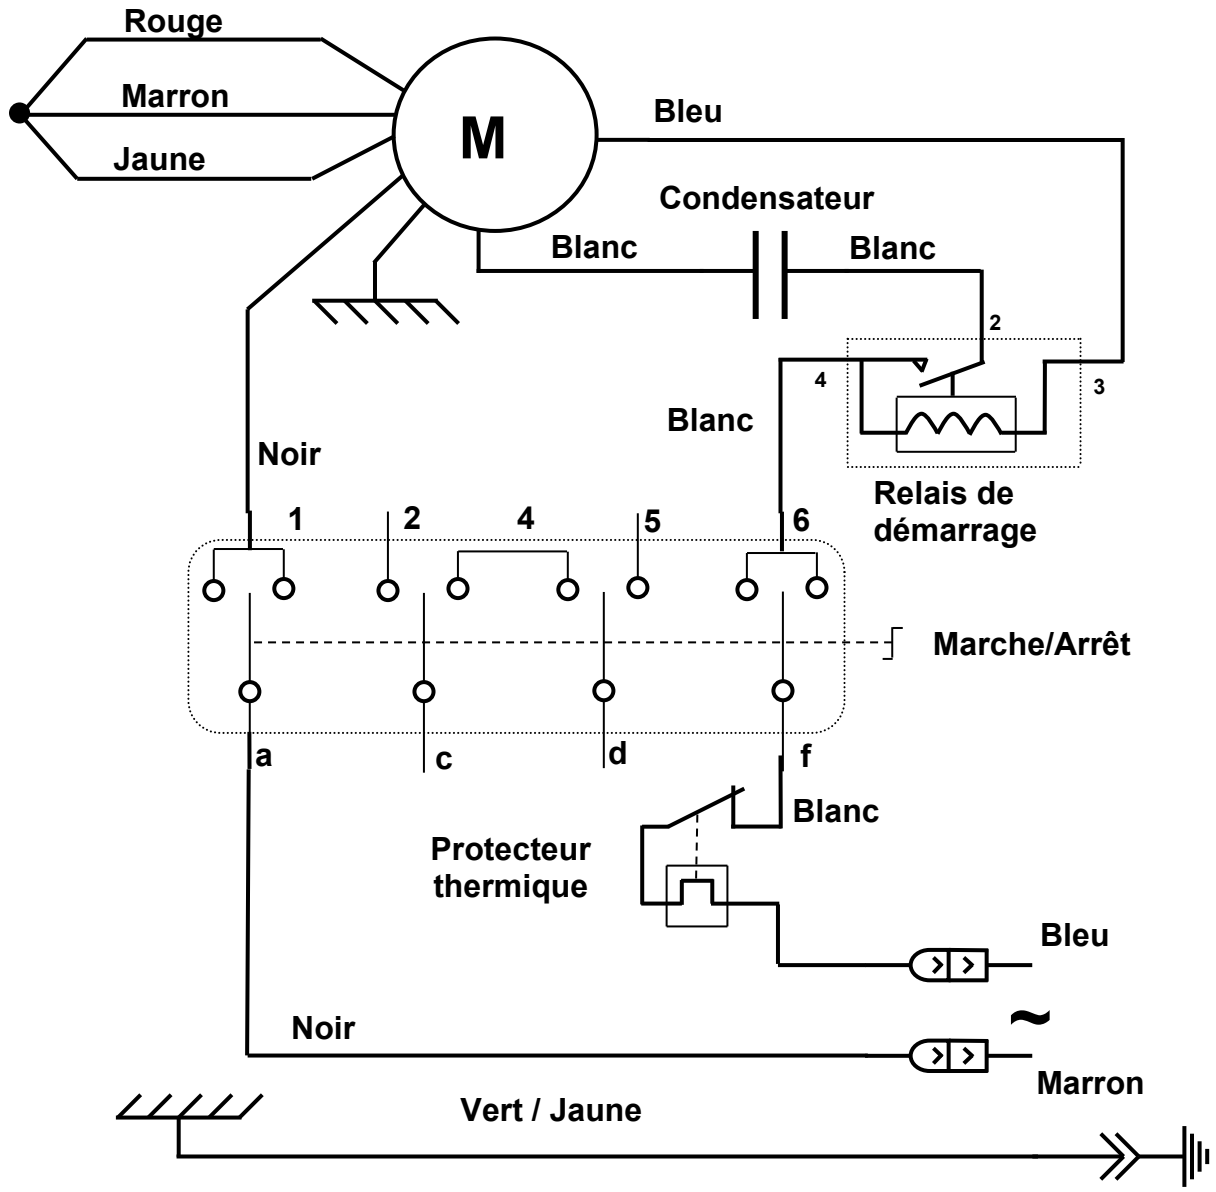 Rouge
Marron
Jaune
M
Bleu
Condensateur
Blanc
Blanc
2
4
3
Blanc
Noir
Relais de
démarrage
1
2
4
5
6
Marche/Arrêt
a
c
d
f
Blanc
Protecteur
thermique
Bleu
~
Noir
Marron
Vert / Jaune